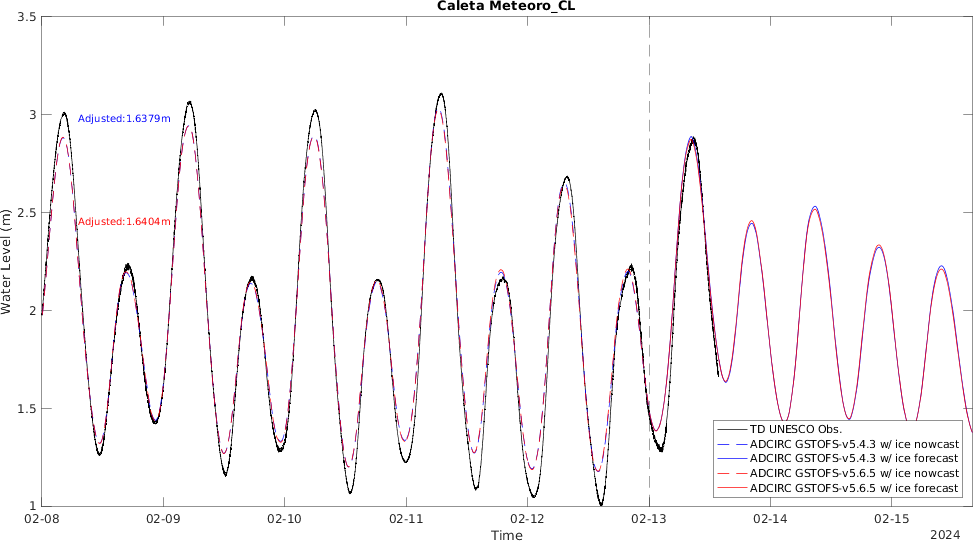 Caleta Meteoro_CL
3.5
3
2.5
2
1.5
1
Water Level (m)
Adjusted:1.6379m
Adjusted:1.6404m
TD UNESCO Obs.
ADCIRC GSTOFS-v5.4.3 w/ ice nowcast
ADCIRC GSTOFS-v5.4.3 w/ ice forecast
ADCIRC GSTOFS-v5.6.5 w/ ice nowcast
ADCIRC GSTOFS-v5.6.5 w/ ice forecast
02-08 02-09 02-10 02-11 02-12 02-13 02-14 02-15
Time
2024